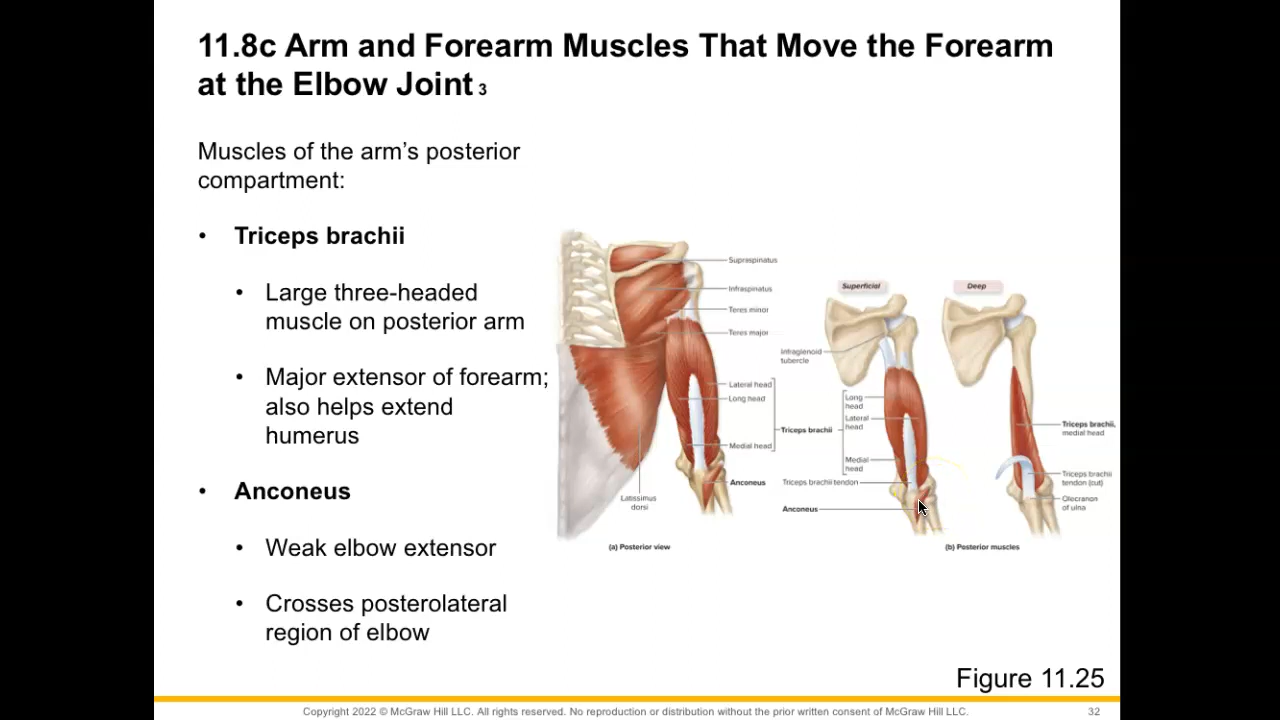 11.8c Arm and Forearm Muscles That Move the Forearm
at the Elbow Joint 3
Muscles of the arm’s posterior
compartment:
• Triceps brachii
• Large three-headed
muscle on posterior arm
• Major extensor of forearm;
also helps extend
humerus
• Anconeus
• Weak elbow extensor
• Crosses posterolateral
region of elbow
Supraspinatus
Infraspinatus
Teres minor
Teres major
Lateral head
Long head
Medial head
Triceps brachii
Anconeus
Latissimus
dorsi
(a) Posterior view
Superficial
Infraglenoid
tubercle
Long
head
Lateral
head
Medial
head
Triceps brachii tendon
Anconeus
Deep
Triceps brachii,
medial head
Triceps brachii
tendon (cut)
Olecranon
of ulna
(b) Posterior muscles
Figure 11.25
Copyright 2022 © McGraw Hill LLC. All rights reserved. No reproduction or distribution without the prior written consent of McGraw Hill LLC.
32